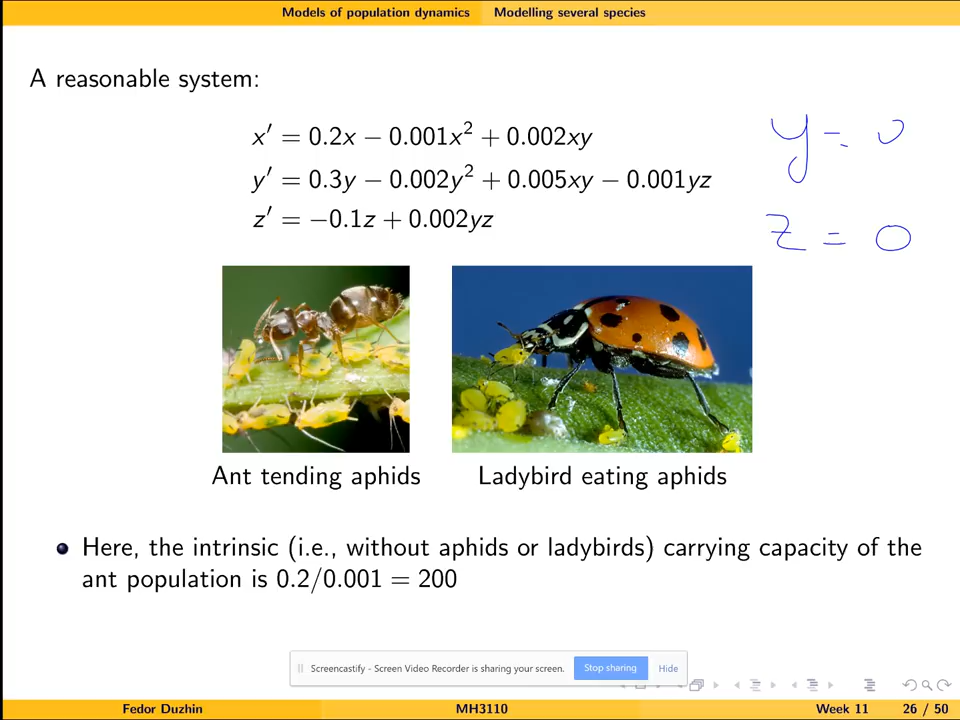 Models of population dynamics Modelling several species
A reasonable system:
x′ = 0.2x − 0.001x² + 0.002xy
y′ = 0.3y − 0.002y² + 0.005xy − 0.001yz
z′ = −0.1z + 0.002yz
y = 0
z = 0
Ant tending aphids
Ladybird eating aphids
Here, the intrinsic (i.e., without aphids or ladybirds) carrying capacity of the
ant population is 0.2/0.001 = 200
Screencastify - Screen Video Recorder is sharing your screen. Stop sharing Hide
Fedor Duzhin MH3110 Week 11 26 / 50